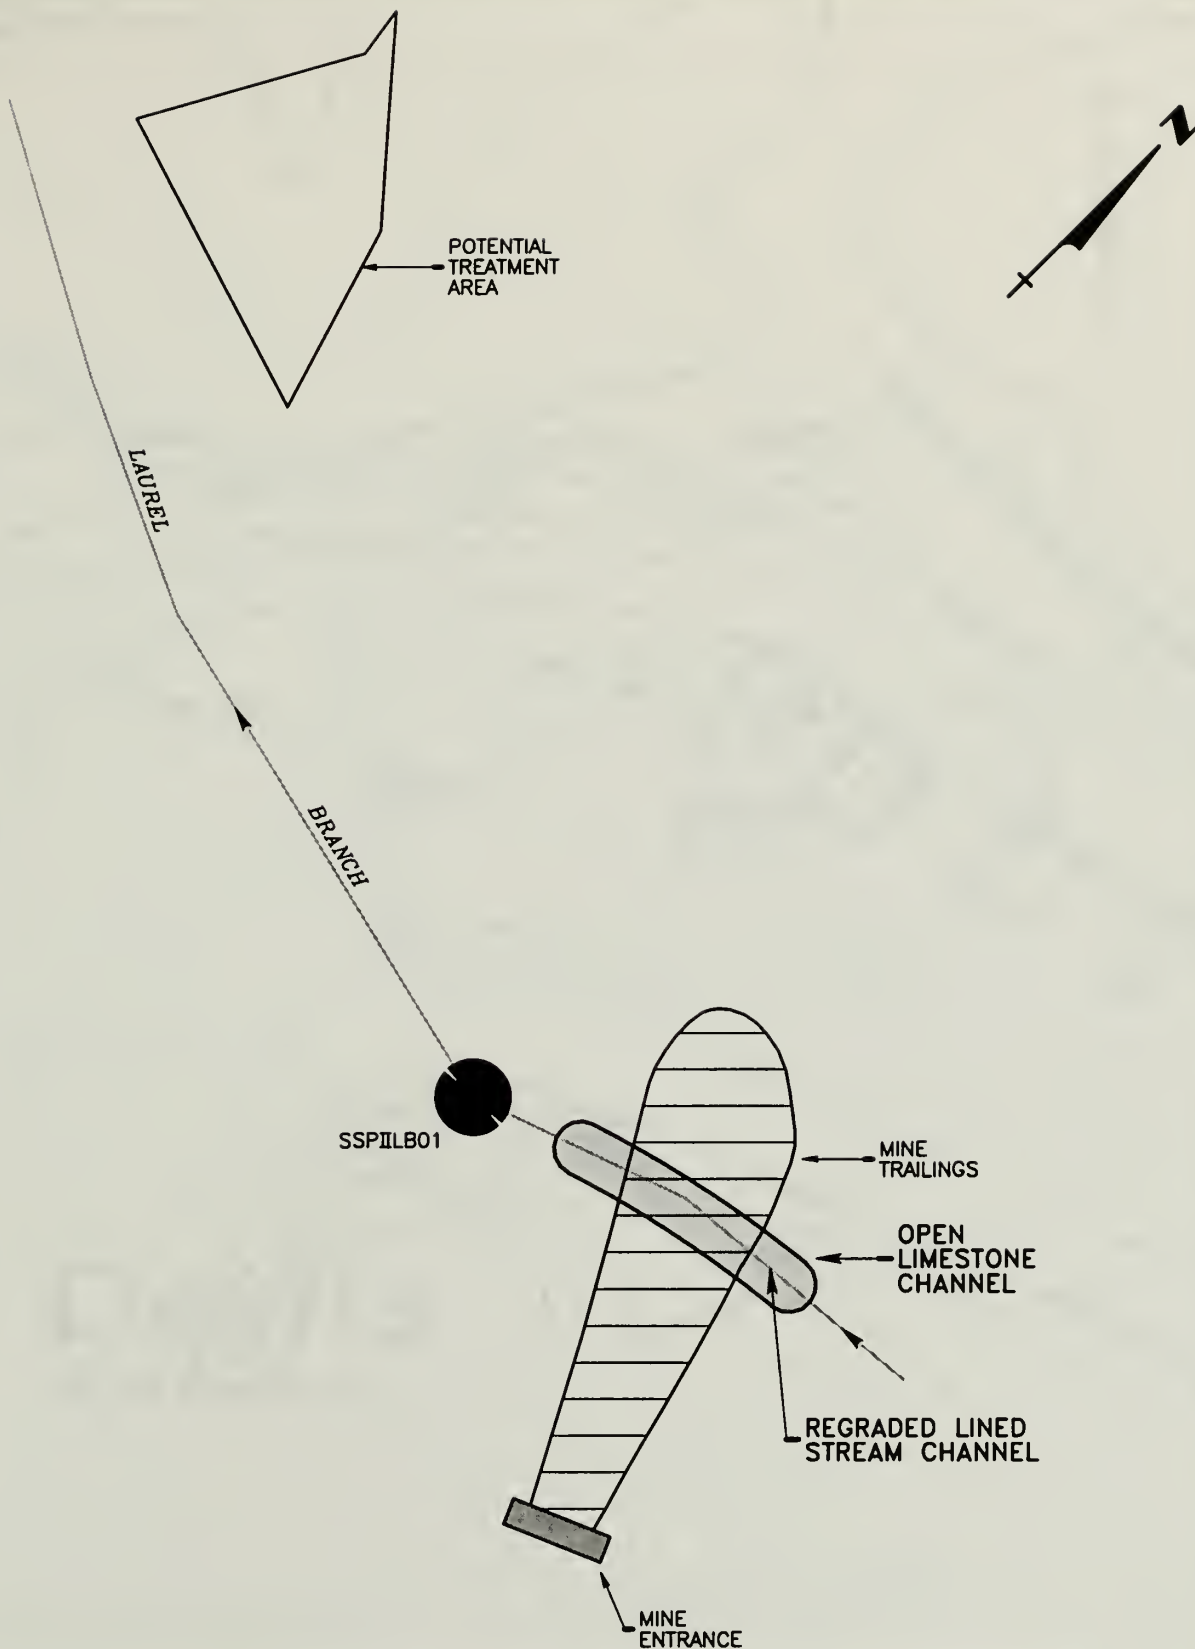 N
POTENTIAL
TREATMENT
AREA
LAUREL
BRANCH
SSPIILB01
MINE
TRAILINGS
OPEN
LIMESTONE
CHANNEL
REGRADED LINED
STREAM CHANNEL
MINE
ENTRANCE